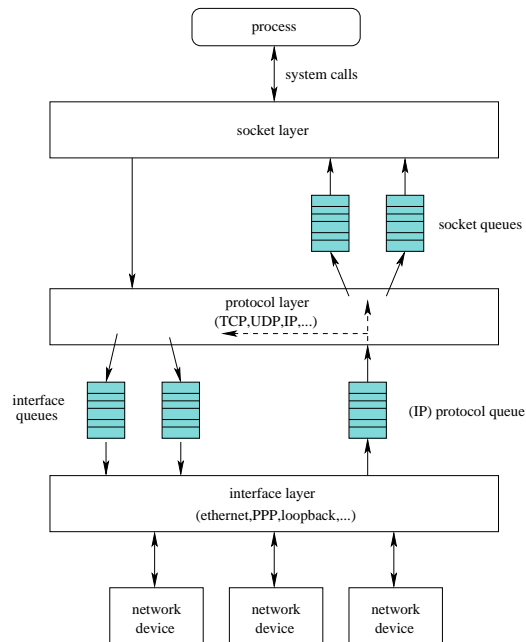 process
system calls
socket layer
socket queues
protocol layer
(TCP,UDP,IP,...)
interface
queues
(IP) protocol queue
interface layer
(ethernet,PPP,loopback,...)
network
device
network
device
network
device